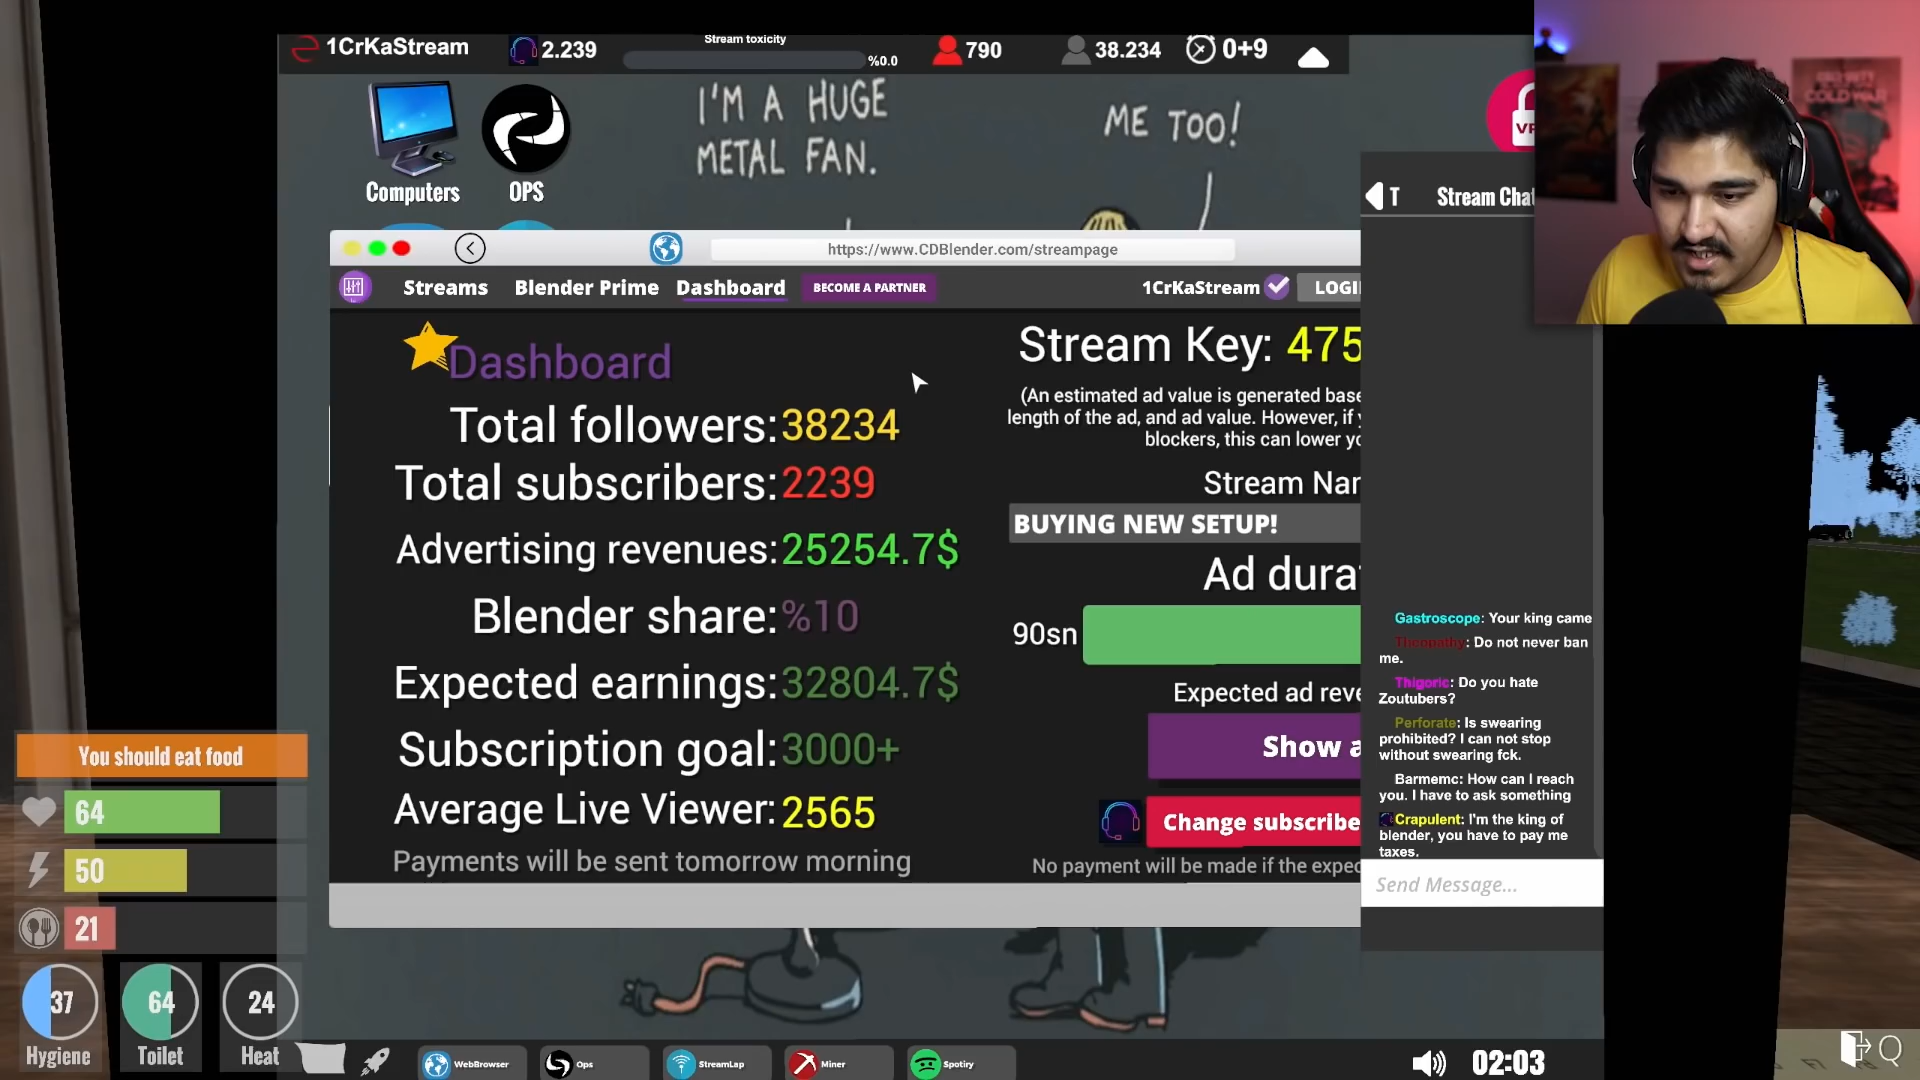 1CrKaStream
2.239
Stream toxicity
%0.0
790
38.234
0+9
I'M A HUGE
METAL FAN.
ME TOO!
Computers
OPS
T
Stream Chat
https://www.CDBlender.com/streampage
Streams
Blender Prime
Dashboard
BECOME A PARTNER
1CrKaStream
LOGI
Dashboard
Total followers:38234
Total subscribers:2239
Advertising revenues:25254.7$
Blender share:%10
Expected earnings:32804.7$
Subscription goal:3000+
Average Live Viewer:2565
Payments will be sent tomorrow morning
Stream Key: 475
(An estimated ad value is generated base
length of the ad, and ad value. However, if y
blockers, this can lower yo
Stream Nam
BUYING NEW SETUP!
Ad durat
90sn
Expected ad reve
Show a
Change subscribe
No payment will be made if the expec
Gastroscope: Your king came
Theopathy: Do not never ban
me.
Thigoric: Do you hate
Zoutubers?
Perforate: Is swearing
prohibited? I can not stop
without swearing fck.
Barmemc: How can I reach
you. I have to ask something
Crapulent: I'm the king of
blender, you have to pay me
taxes.
Send Message...
You should eat food
64
50
21
37
64
24
Hygiene
Toilet
Heat
WebBrowser
Ops
StreamLap
Miner
Spotiry
02:03
Q
COLD WAR